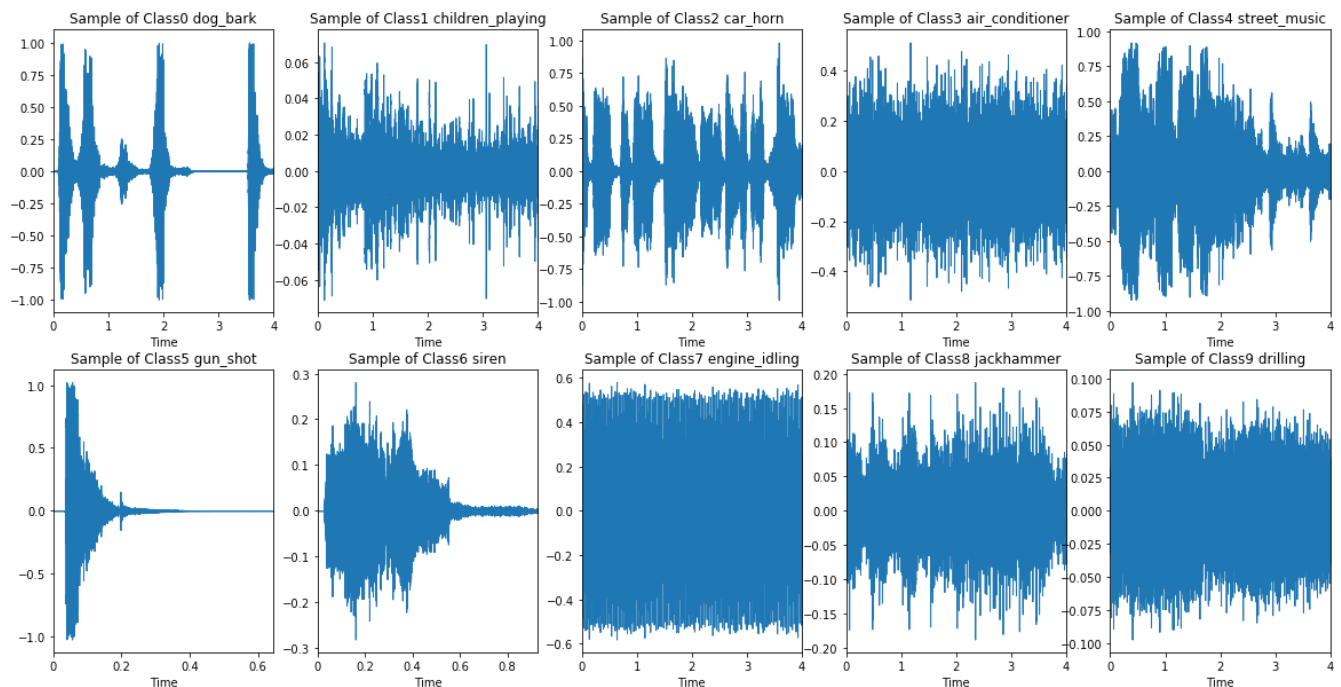 Sample of Class0 dog_bark
Sample of Class1 children_playing
Sample of Class2 car_horn
Sample of Class3 air_conditioner
Sample of Class4 street_music
1.00
0.75
0.50
0.25
0.00
−0.25
−0.50
−0.75
−1.00
0 1 2 3 4
Time
0.06
0.04
0.02
0.00
−0.02
−0.04
−0.06
0 1 2 3 4
Time
1.00
0.75
0.50
0.25
0.00
−0.25
−0.50
−0.75
−1.00
0 1 2 3 4
Time
0.4
0.2
0.0
−0.2
−0.4
0 1 2 3 4
Time
1.00
0.75
0.50
0.25
0.00
−0.25
−0.50
−0.75
−1.00
0 1 2 3 4
Time
Sample of Class5 gun_shot
Sample of Class6 siren
Sample of Class7 engine_idling
Sample of Class8 jackhammer
Sample of Class9 drilling
1.0
0.5
0.0
−0.5
−1.0
0.0 0.2 0.4 0.6
Time
0.3
0.2
0.1
0.0
−0.1
−0.2
−0.3
0.0 0.2 0.4 0.6 0.8
Time
0.6
0.4
0.2
0.0
−0.2
−0.4
−0.6
0 1 2 3 4
Time
0.20
0.15
0.10
0.05
0.00
−0.05
−0.10
−0.15
−0.20
0 1 2 3 4
Time
0.100
0.075
0.050
0.025
0.000
−0.025
−0.050
−0.075
−0.100
0 1 2 3 4
Time